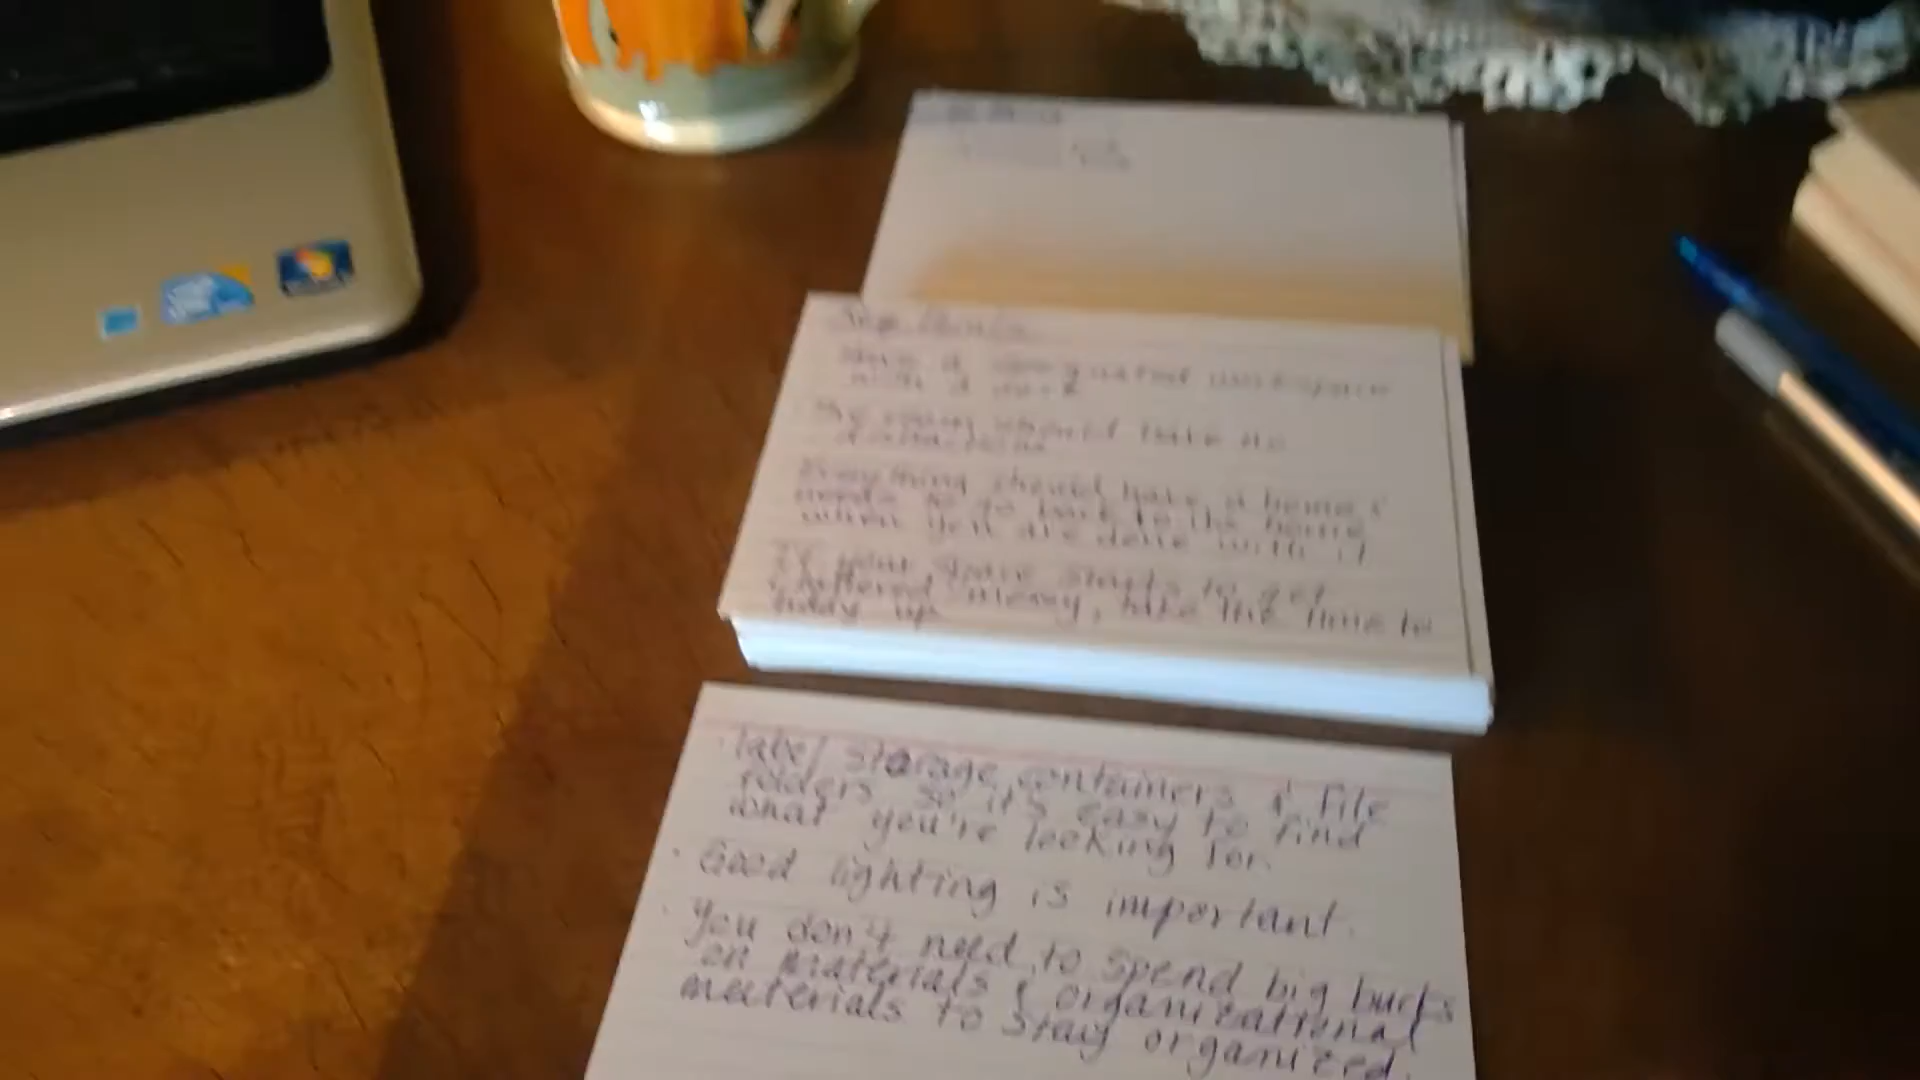 Key Points
Have a designated workspace
with a desk
The room should have no
distractions
Everything should have a home &
needs to go back to the home
when you are done with it
If your space starts to get
cluttered messy, take the time to
tidy up
· label storage containers & file
folders so it's easy to find
what you're looking for.
· Good lighting is important.
· You don't need to spend big bucks
on materials & organizational
materials to stay organized.